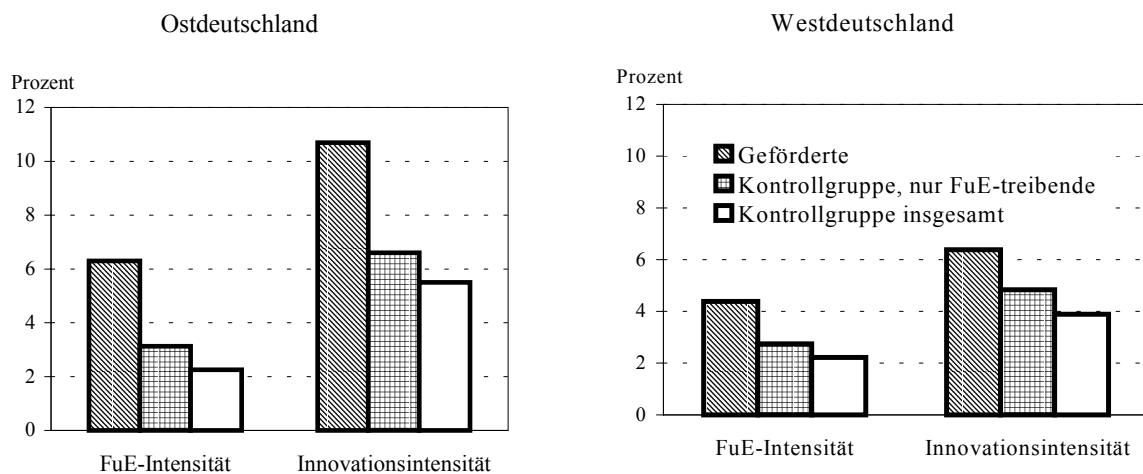 Ostdeutschland
Prozent
12
10
8
6
4
2
0
FuE-Intensität Innovationsintensität
Westdeutschland
Prozent
12
10
8
6
4
2
0
Geförderte
Kontrollgruppe, nur FuE-treibende
Kontrollgruppe insgesamt
FuE-Intensität Innovationsintensität